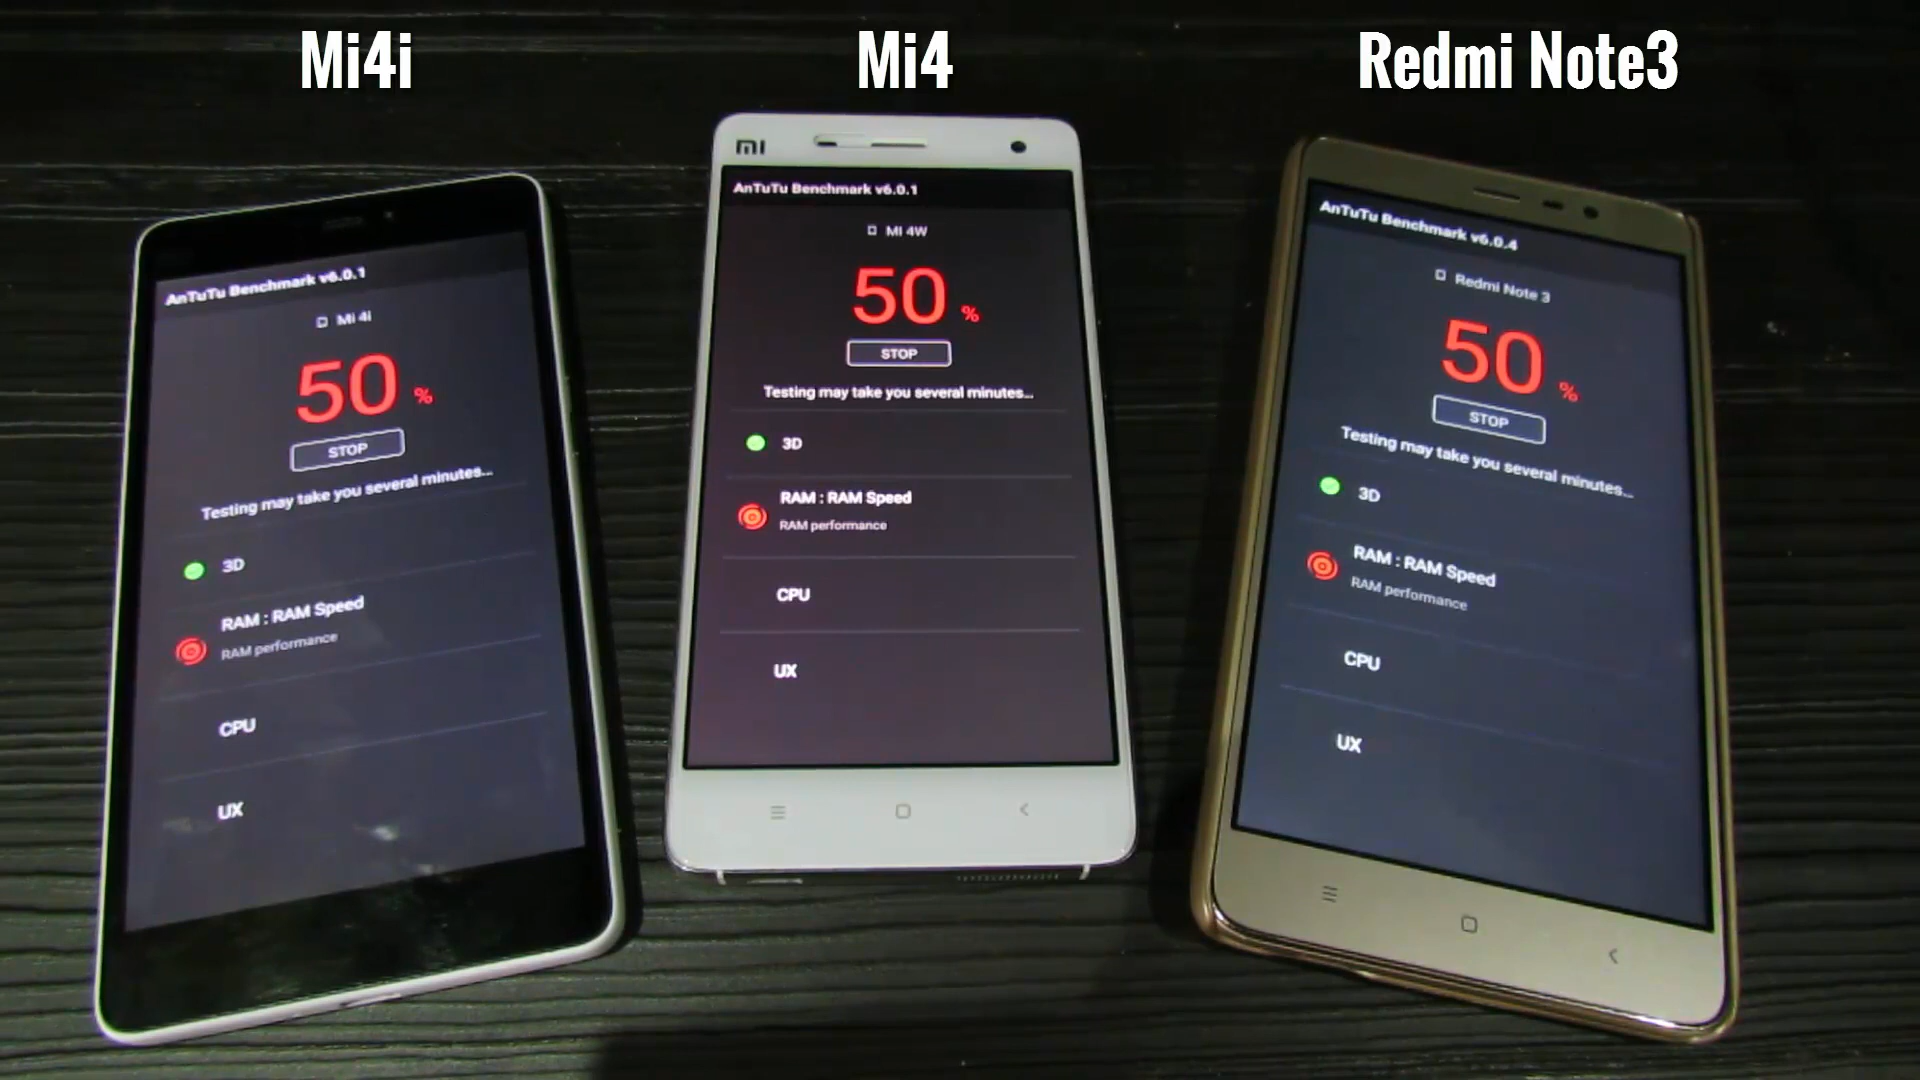 Mi4i
Mi4
Redmi Note3
AnTuTu Benchmark v6.0.1
Mi 4i
50 %
STOP
Testing may take you several minutes...
3D
RAM : RAM Speed
RAM performance
CPU
UX
MI
AnTuTu Benchmark v6.0.1
MI 4W
50 %
STOP
Testing may take you several minutes...
3D
RAM : RAM Speed
RAM performance
CPU
UX
AnTuTu Benchmark v6.0.4
Redmi Note 3
50 %
STOP
Testing may take you several minutes...
3D
RAM : RAM Speed
RAM performance
CPU
UX